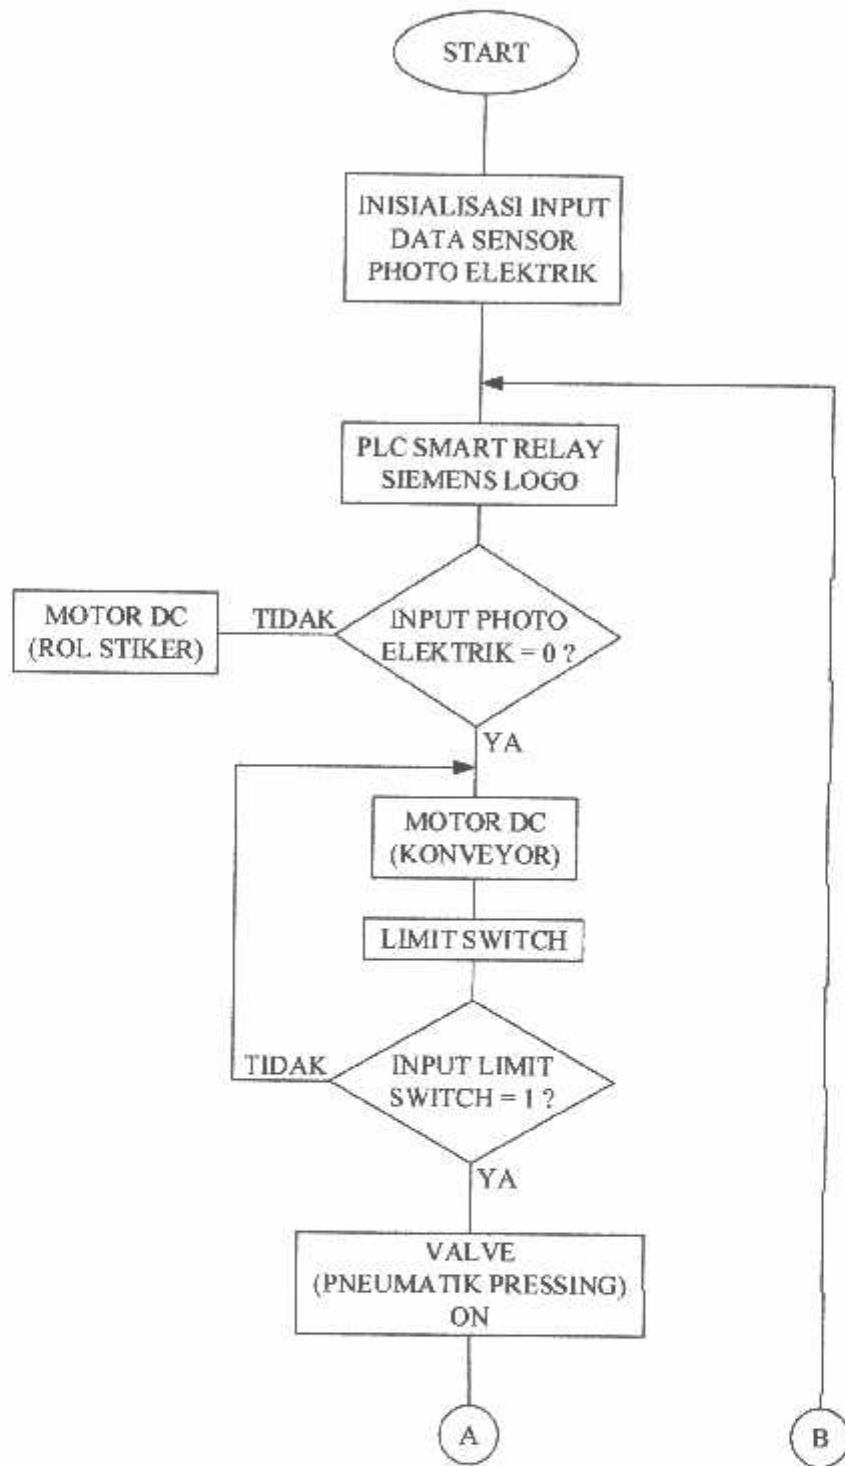 START
INISIALISASI INPUT
DATA SENSOR
PHOTO ELEKTRIK
PLC SMART RELAY
SIEMENS LOGO
MOTOR DC
(ROL STIKER)
TIDAK
INPUT PHOTO
ELEKTRIK = 0 ?
YA
MOTOR DC
(KONVEYOR)
LIMIT SWITCH
TIDAK
INPUT LIMIT
SWITCH = 1 ?
YA
VALVE
(PNEUMATIK PRESSING)
ON
A
B